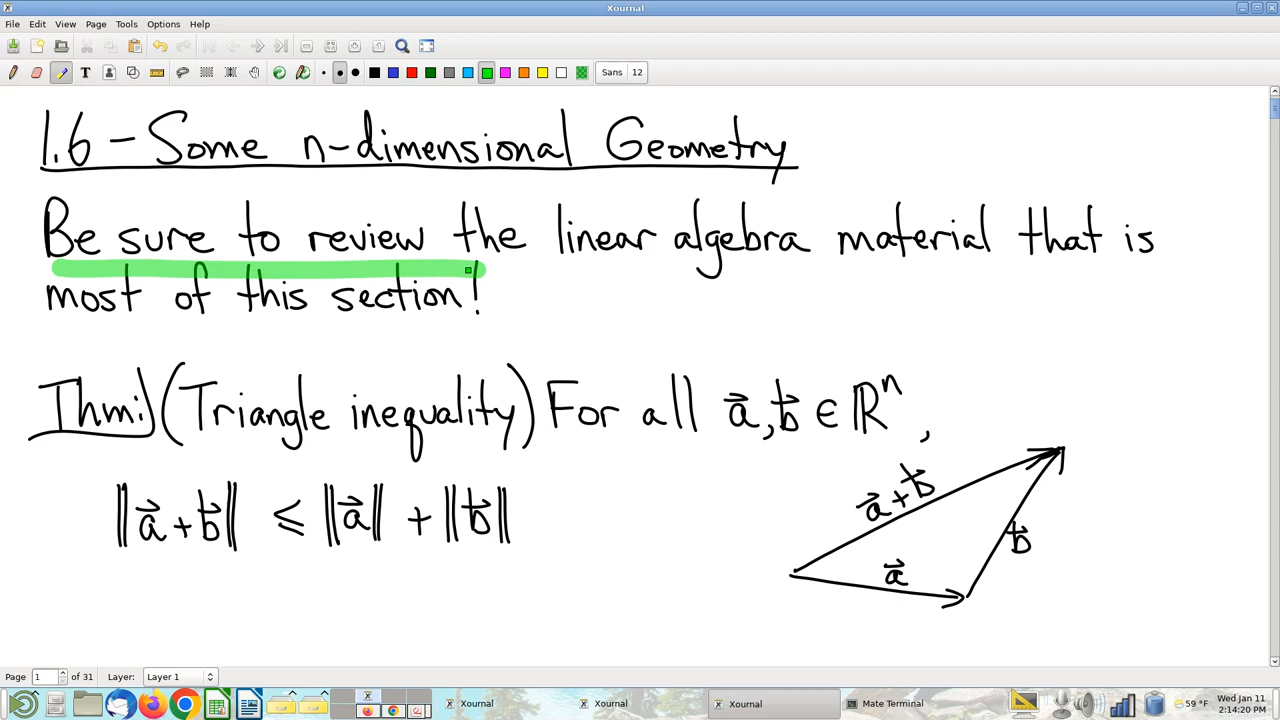 Xournal
File Edit View Page Tools Options Help
Sans 12
1.6 - Some n-dimensional Geometry
Be sure to review the linear algebra material that is
most of this section!
Thm: (Triangle inequality) For all a⃗, b⃗ ∈ ℝⁿ,
‖a⃗ + b⃗‖ ≤ ‖a⃗‖ + ‖b⃗‖
a⃗ + b⃗
b⃗
a⃗
Page 1 of 31 Layer: Layer 1
Xournal Xournal Xournal Mate Terminal 59 °F Wed Jan 11
2:14:20 PM